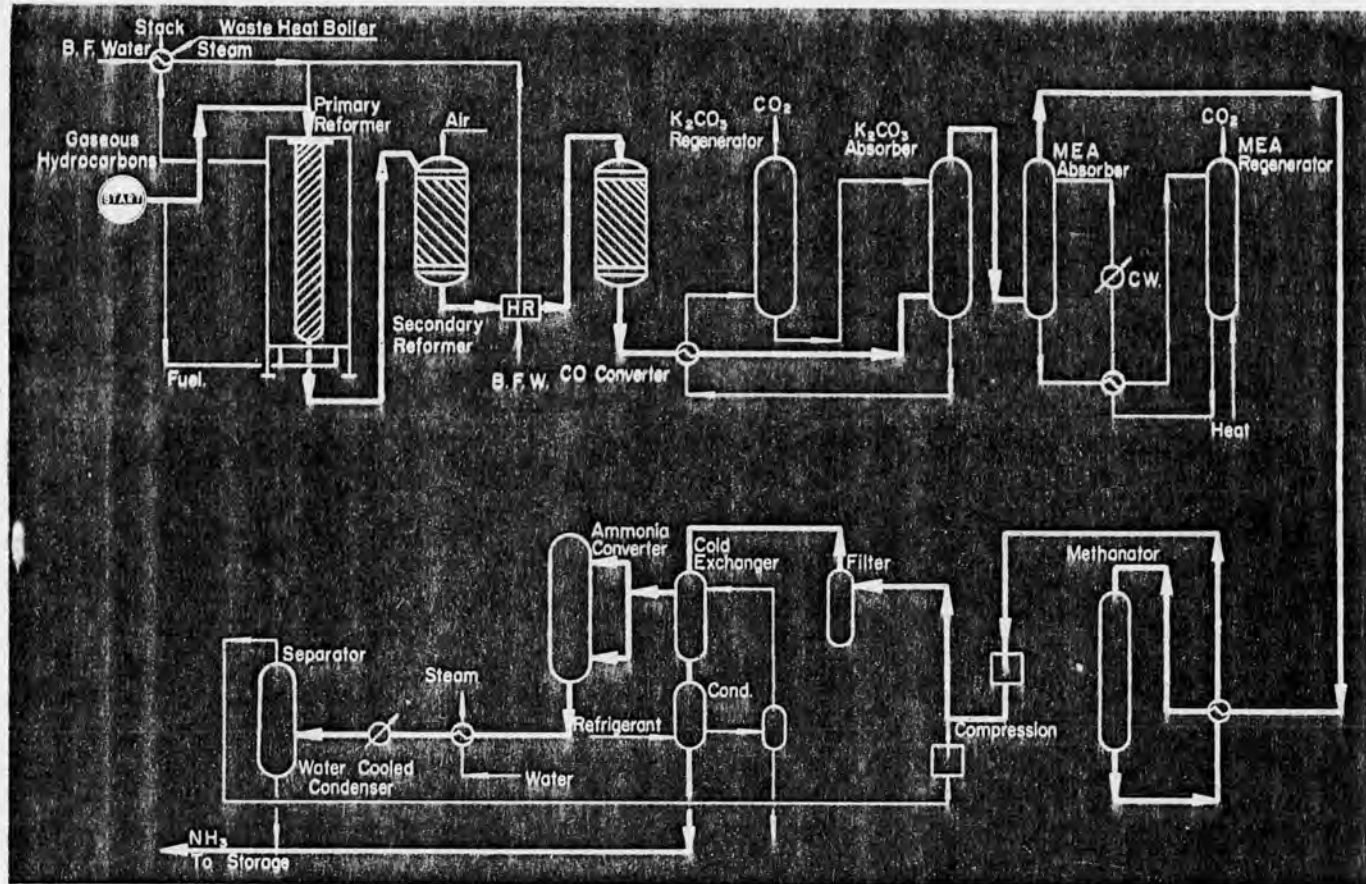 Stack
Waste Heat Boiler
B. F. Water
Steam
Primary
Reformer
Gaseous
Hydrocarbons
START
Fuel.
Air
Secondary
Reformer
HR
B. F. W.
CO Converter
K₂CO₃
Regenerator
CO₂
K₂CO₃
Absorber
MEA
Absorber
C.W.
CO₂
MEA
Regenerator
Heat
Ammonia
Converter
Cold
Exchanger
Filter
Methanator
Separator
Steam
Cond.
Refrigerant
Compression
Water Cooled
Condenser
Water
NH₃
To Storage